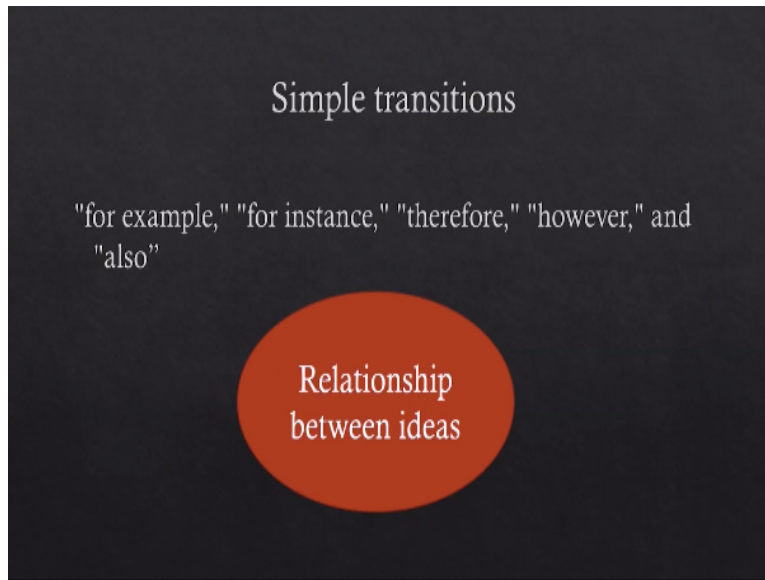 Simple transitions
"for example," "for instance," "therefore," "however," and
"also”
Relationship
between ideas